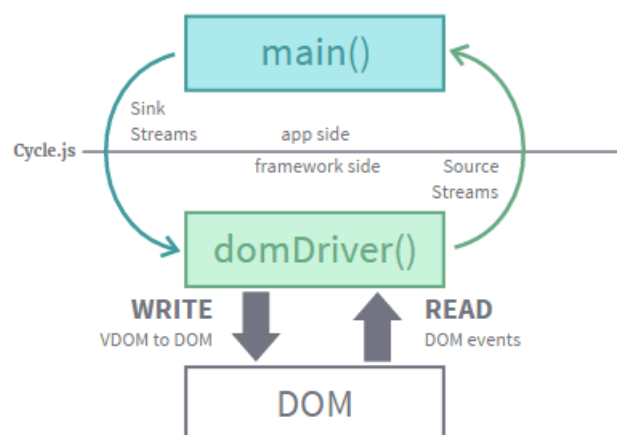 main()
Sink
Streams
app side
Cycle.js
framework side
Source
Streams
domDriver()
WRITE
VDOM to DOM
READ
DOM events
DOM